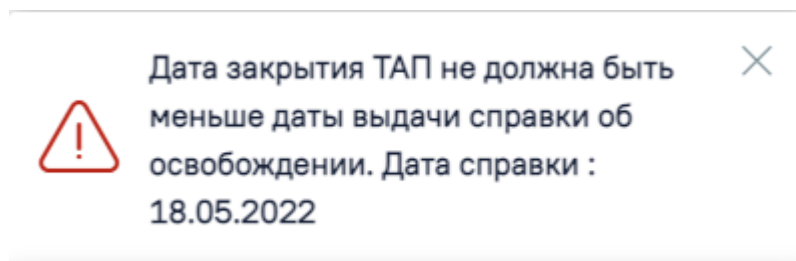 Дата закрытия ТАП не должна быть
меньше даты выдачи справки об
освобождении. Дата справки :
18.05.2022